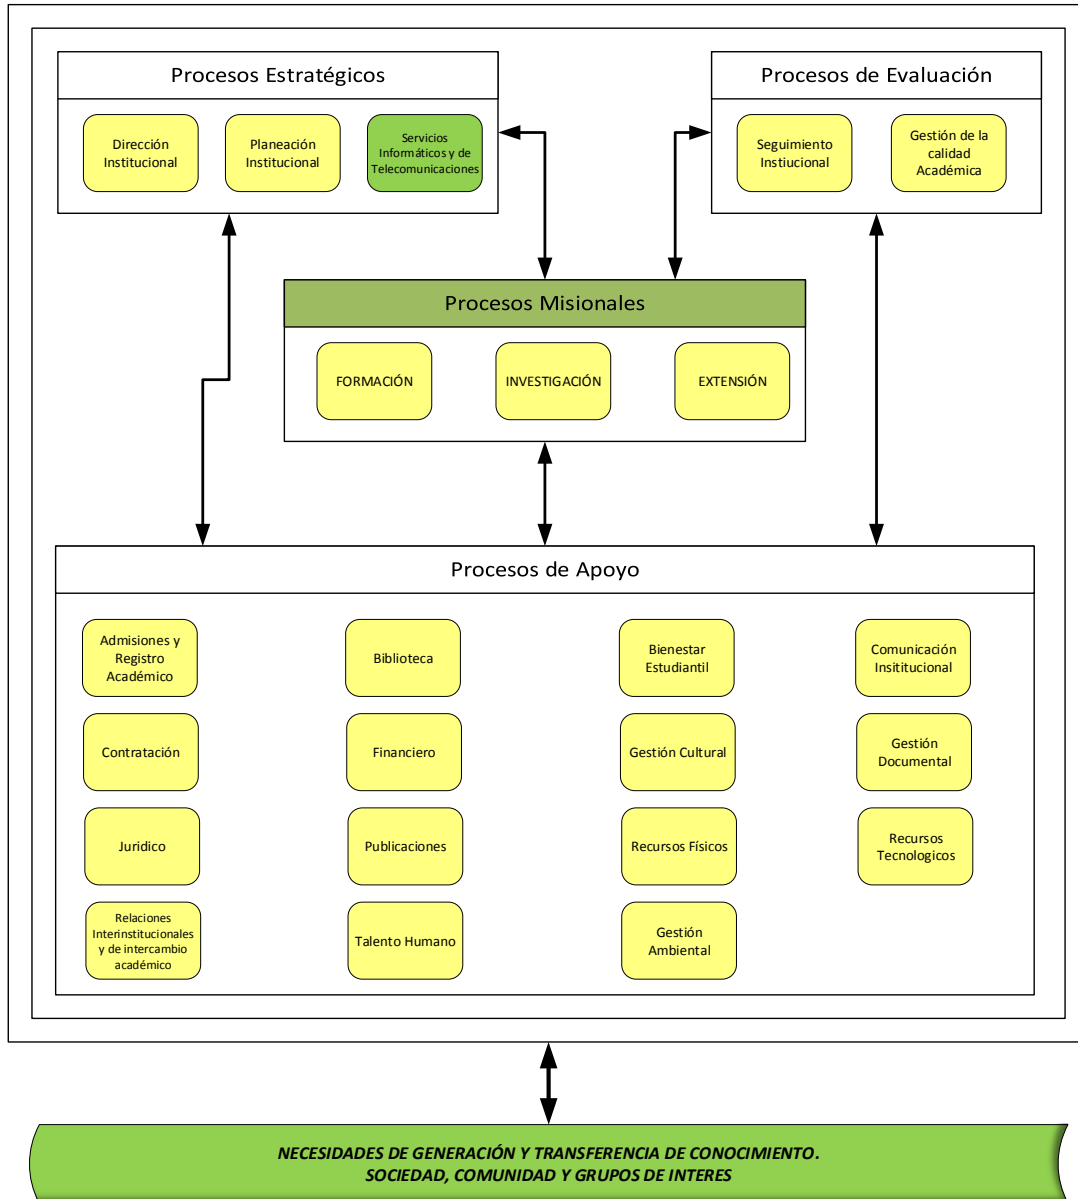 Procesos Estratégicos
Dirección
Institucional
Planeación
Institucional
Servicios
Informáticos y de
Telecomunicaciones
Procesos de Evaluación
Seguimiento
Instiucional
Gestión de la
calidad
Académica
Procesos Misionales
FORMACIÓN
INVESTIGACIÓN
EXTENSIÓN
Procesos de Apoyo
Admisiones y
Registro
Académico
Biblioteca
Bienestar
Estudiantil
Comunicación
Insititucional
Contratación
Financiero
Gestión Cultural
Gestión
Documental
Juridico
Publicaciones
Recursos Físicos
Recursos
Tecnologicos
Relaciones
Interinstitucionales
y de intercambio
académico
Talento Humano
Gestión
Ambiental
NECESIDADES DE GENERACIÓN Y TRANSFERENCIA DE CONOCIMIENTO.
SOCIEDAD, COMUNIDAD Y GRUPOS DE INTERES